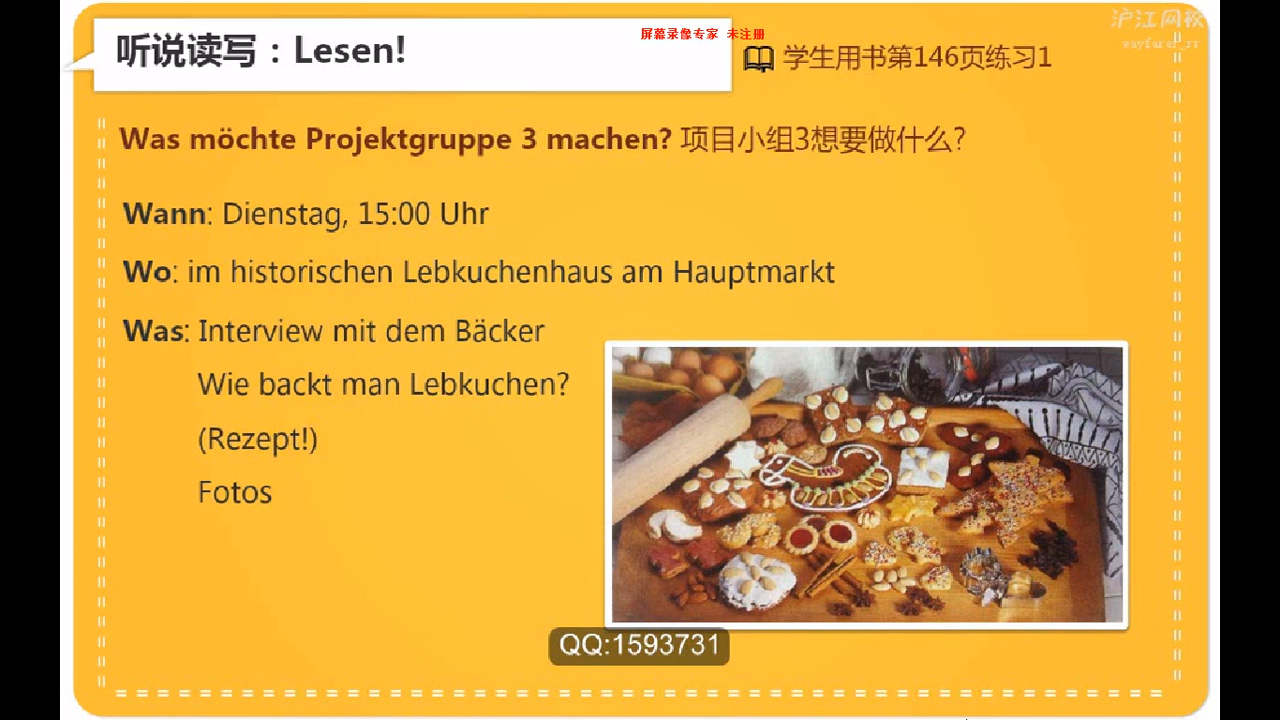 沪江网校
wayfarer_rr
屏幕录像专家 未注册
听说读写：Lesen!
学生用书第146页练习1
Was möchte Projektgruppe 3 machen? 项目小组3想要做什么?
Wann: Dienstag, 15:00 Uhr
Wo: im historischen Lebkuchenhaus am Hauptmarkt
Was: Interview mit dem Bäcker
Wie backt man Lebkuchen?
(Rezept!)
Fotos
QQ:1593731